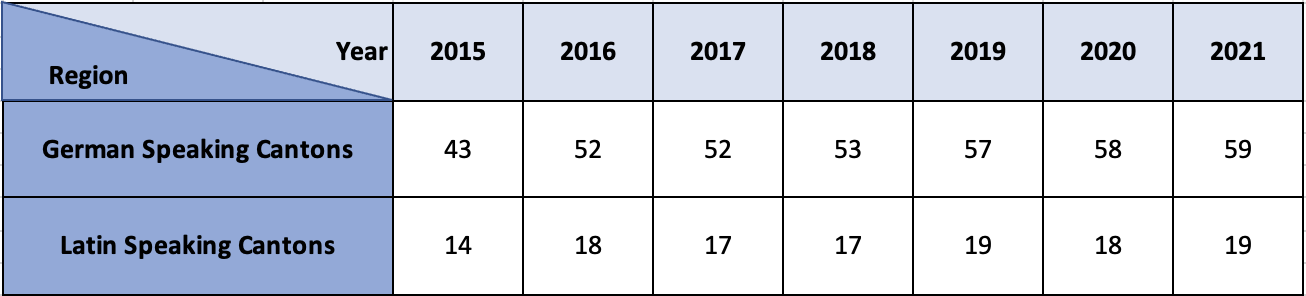 Year 2015 2016 2017 2018 2019 2020 2021
Region
German Speaking Cantons 43 52 52 53 57 58 59
Latin Speaking Cantons 14 18 17 17 19 18 19